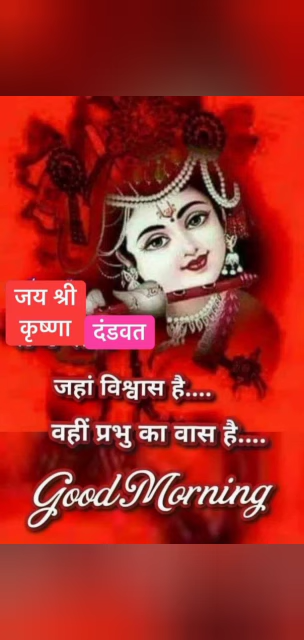 जय श्री
कृष्णा
दंडवत
जहां विश्वास है....
वहीं प्रभु का वास है....
Good Morning